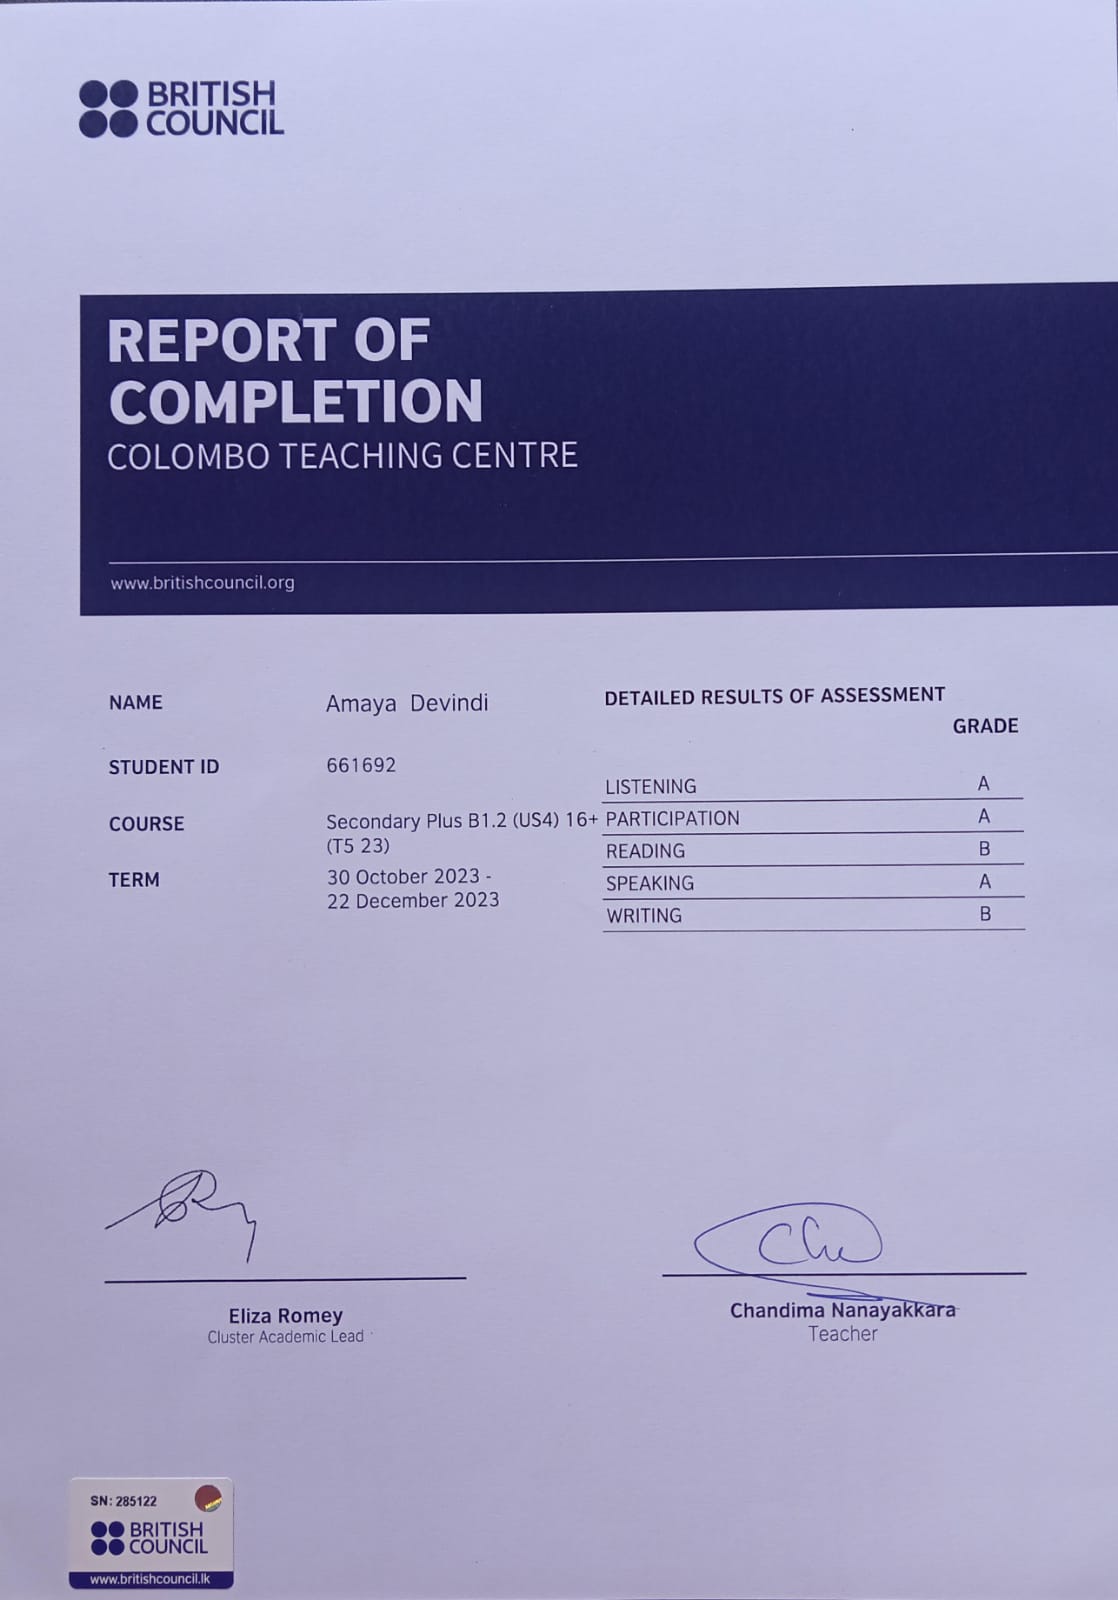 BRITISH
COUNCIL
REPORT OF
COMPLETION
COLOMBO TEACHING CENTRE
www.britishcouncil.org
NAME Amaya Devindi
STUDENT ID 661692
COURSE Secondary Plus B1.2 (US4) 16+
(T5 23)
TERM 30 October 2023 -
22 December 2023
DETAILED RESULTS OF ASSESSMENT
GRADE
LISTENING A
PARTICIPATION A
READING B
SPEAKING A
WRITING B
Eliza Romey
Cluster Academic Lead
Chandima Nanayakkara
Teacher
SN: 285122
BRITISH
COUNCIL
www.britishcouncil.lk